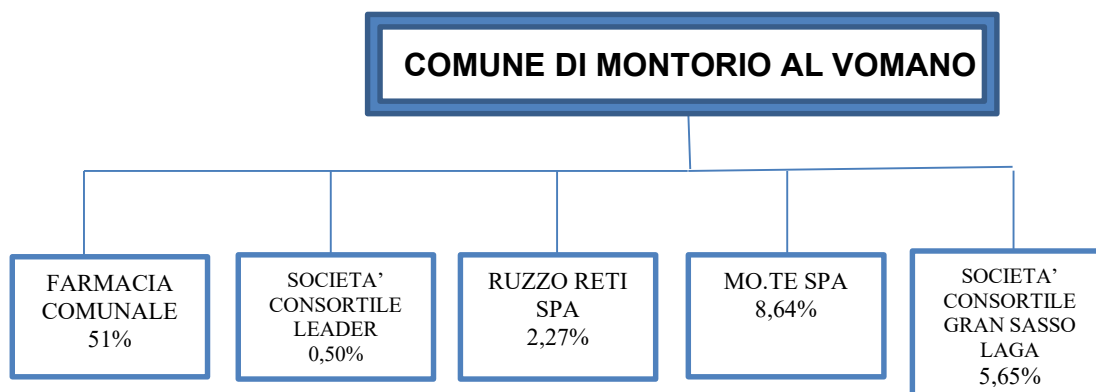 COMUNE DI MONTORIO AL VOMANO
FARMACIA
COMUNALE
51%
SOCIETA’
CONSORTILE
LEADER
0,50%
RUZZO RETI
SPA
2,27%
MO.TE SPA
8,64%
SOCIETA’
CONSORTILE
GRAN SASSO
LAGA
5,65%